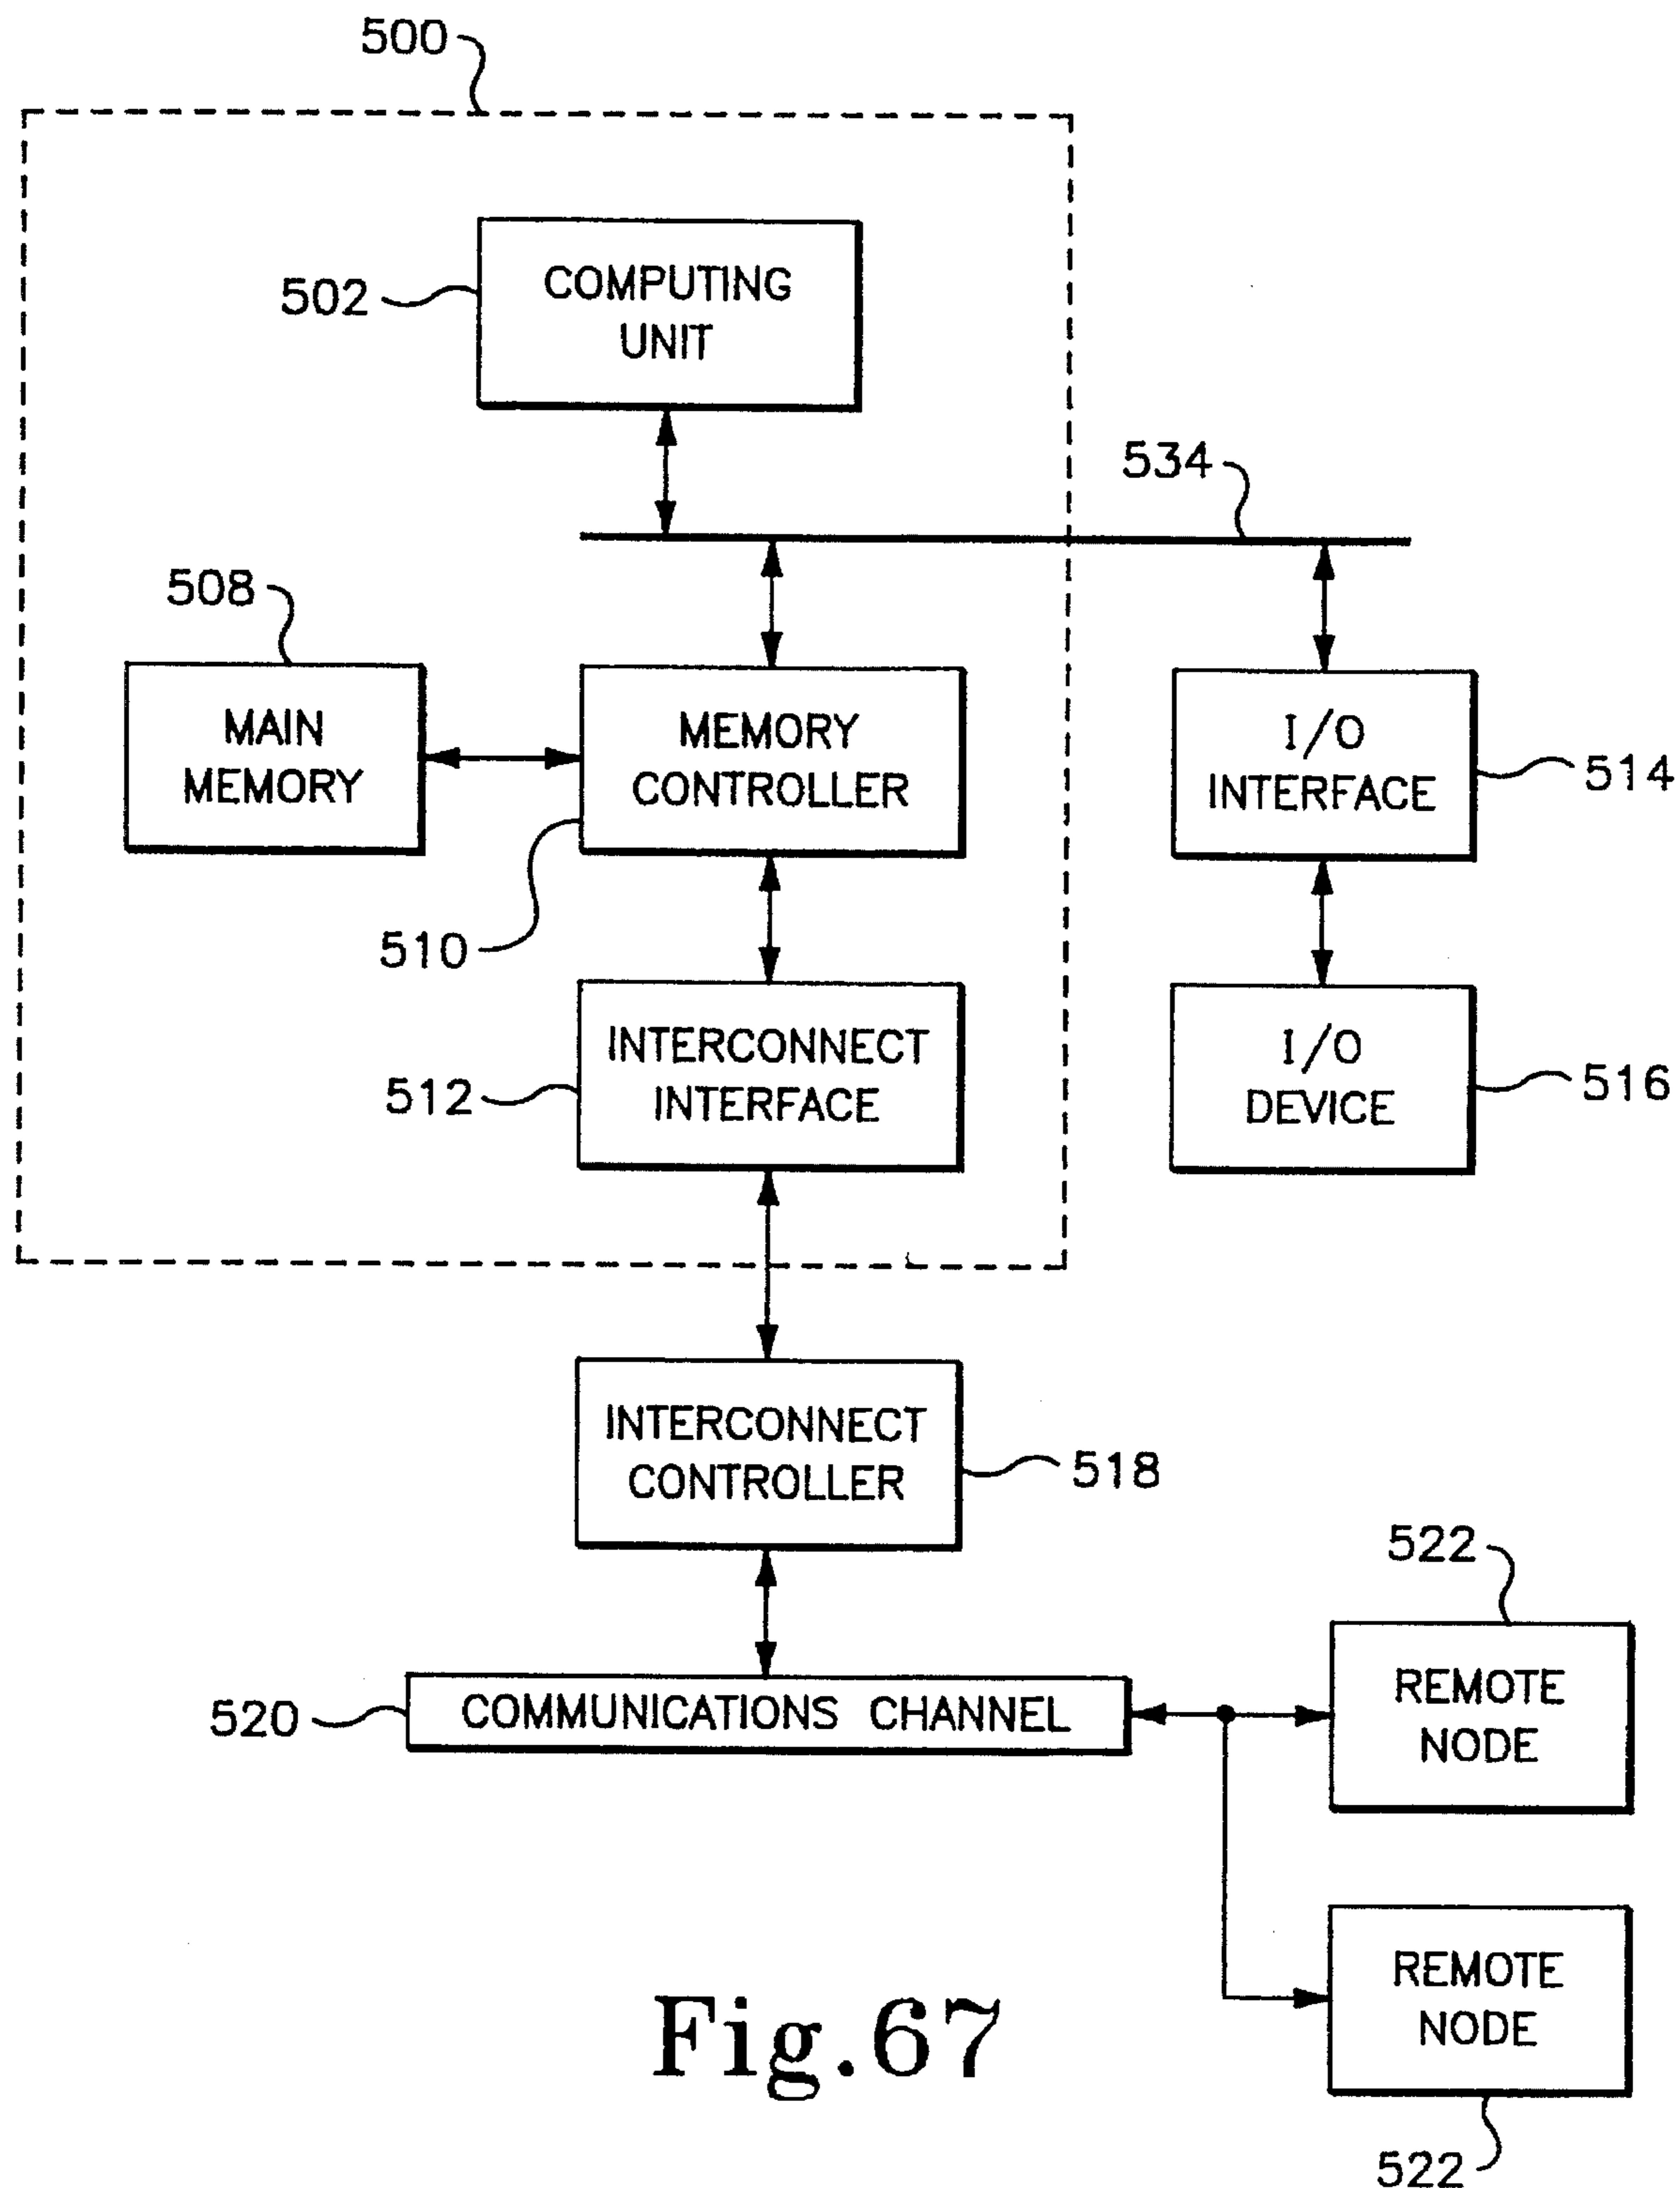 500
502
COMPUTING
UNIT
534
508
MAIN
MEMORY
MEMORY
CONTROLLER
510
I/O
INTERFACE
514
INTERCONNECT
INTERFACE
512
I/O
DEVICE
516
INTERCONNECT
CONTROLLER
518
520
COMMUNICATIONS CHANNEL
522
REMOTE
NODE
REMOTE
NODE
522
Fig.67